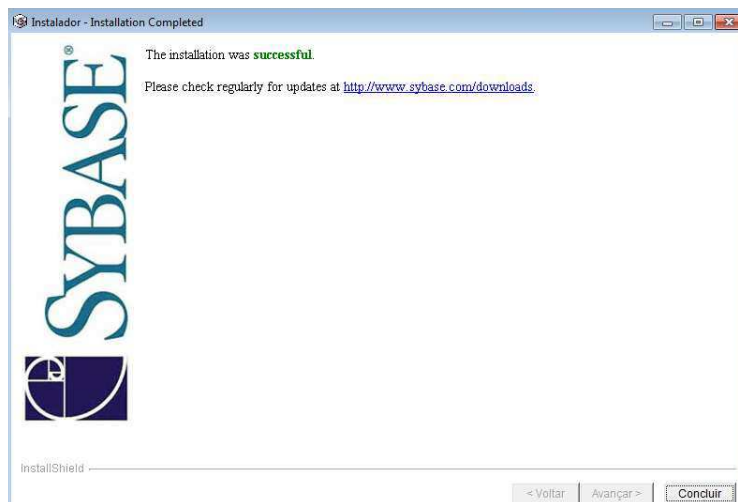 Instalador - Installation Completed
The installation was successful.
Please check regularly for updates at http://www.sybase.com/downloads.
SYBASE®
InstallShield
< Voltar
Avançar >
Concluir